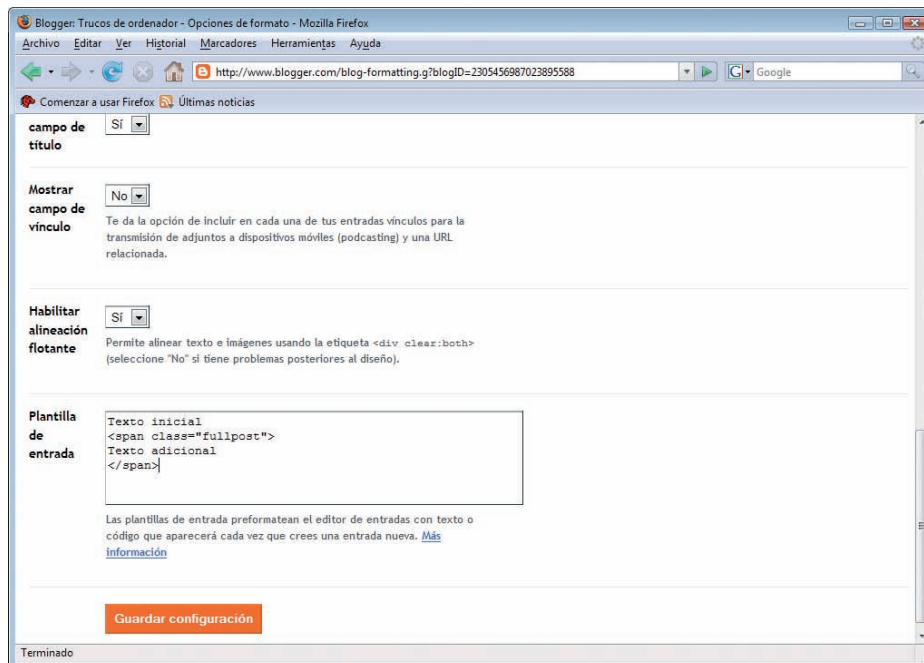 Blogger: Trucos de ordenador - Opciones de formato - Mozilla Firefox
Archivo Editar Ver Historial Marcadores Herramientas Ayuda
http://www.blogger.com/blog-formatting.g?blogID=2305456987023895588
G Google
Comenzar a usar Firefox Últimas noticias
campo de
título
Sí
Mostrar
campo de
vínculo
No
Te da la opción de incluir en cada una de tus entradas vínculos para la
transmisión de adjuntos a dispositivos móviles (podcasting) y una URL
relacionada.
Habilitar
alineación
flotante
Sí
Permite alinear texto e imágenes usando la etiqueta <div clear:both>
(seleccione "No" si tiene problemas posteriores al diseño).
Plantilla
de
entrada
Texto inicial
<span class="fullpost">
Texto adicional
</span>
Las plantillas de entrada preformatean el editor de entradas con texto o
código que aparecerá cada vez que crees una entrada nueva. Más
información
Guardar configuración
Terminado